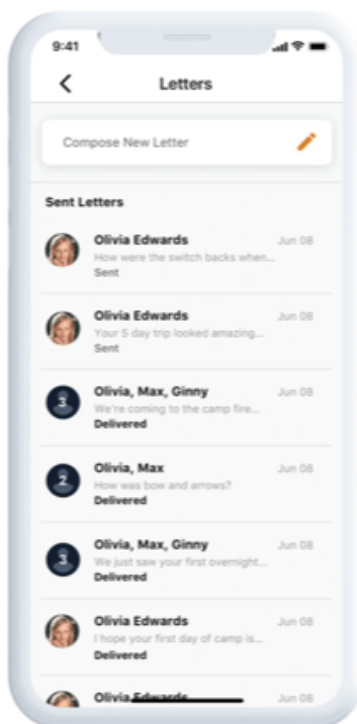 9:41
Letters
Compose New Letter
Sent Letters
Olivia Edwards Jun 08
How were the switch backs when...
Sent
Olivia Edwards Jun 08
Your 5 day trip looked amazing...
Sent
3 Olivia, Max, Ginny Jun 08
We're coming to the camp fire...
Delivered
2 Olivia, Max Jun 08
How was bow and arrows?
Delivered
3 Olivia, Max, Ginny Jun 08
We just saw your first overnight...
Delivered
Olivia Edwards Jun 08
I hope your first day of camp is...
Delivered
Olivia Edwards Jun 08